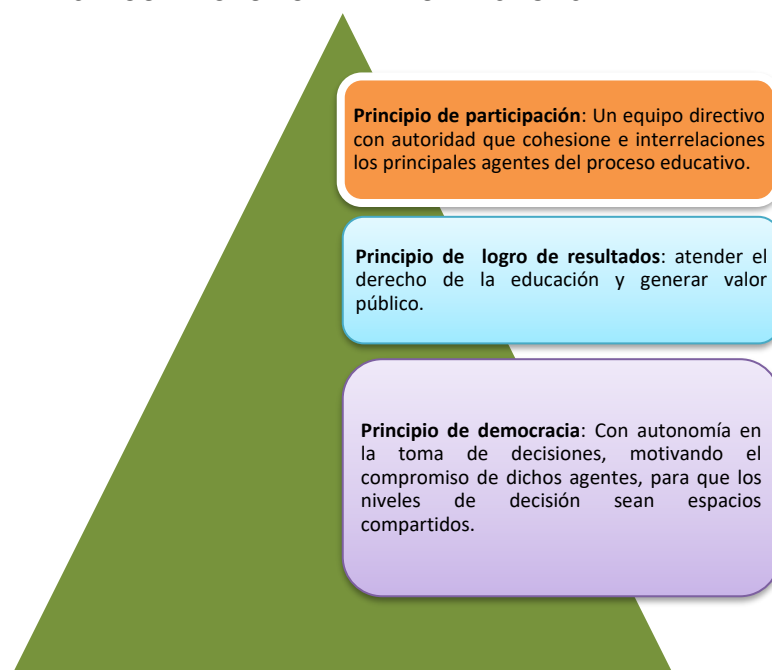 Principio de participación: Un equipo directivo
con autoridad que cohesione e interrelaciones
los principales agentes del proceso educativo.
Principio de logro de resultados: atender el
derecho de la educación y generar valor
público.
Principio de democracia: Con autonomía en
la toma de decisiones, motivando el
compromiso de dichos agentes, para que los
niveles de decisión sean espacios
compartidos.